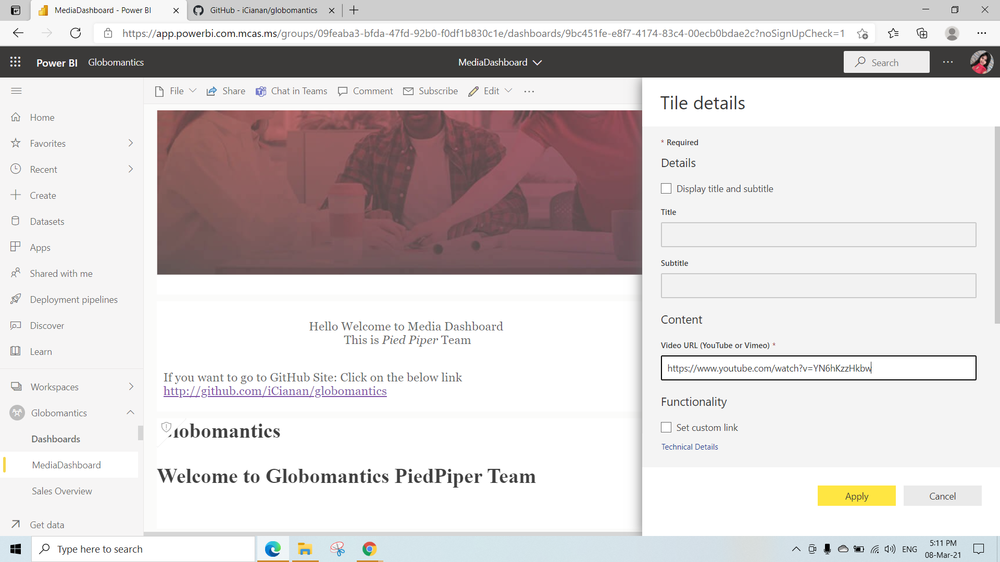 MediaDashboard - Power BI
GitHub - iCianan/globomantics
https://app.powerbi.com.mcas.ms/groups/09feaba3-bfda-47fd-92b0-f0df1b830c1e/dashboards/9bc451fe-e8f7-4174-83c4-00ecb0bdae2c?noSignUpCheck=1
Power BI Globomantics
MediaDashboard
Search
File
Share
Chat in Teams
Comment
Subscribe
Edit
Home
Favorites
Recent
Create
Datasets
Apps
Shared with me
Deployment pipelines
Discover
Learn
Workspaces
Globomantics
Dashboards
MediaDashboard
Sales Overview
Get data
Hello Welcome to Media Dashboard
This is Pied Piper Team
If you want to go to GitHub Site: Click on the below link
http://github.com/iCianan/globomantics
Globomantics
Welcome to Globomantics PiedPiper Team
Tile details
* Required
Details
Display title and subtitle
Title
Subtitle
Content
Video URL (YouTube or Vimeo) *
https://www.youtube.com/watch?v=YN6hKzzHkbw
Functionality
Set custom link
Technical Details
Apply
Cancel
Type here to search
ENG
5:11 PM
08-Mar-21